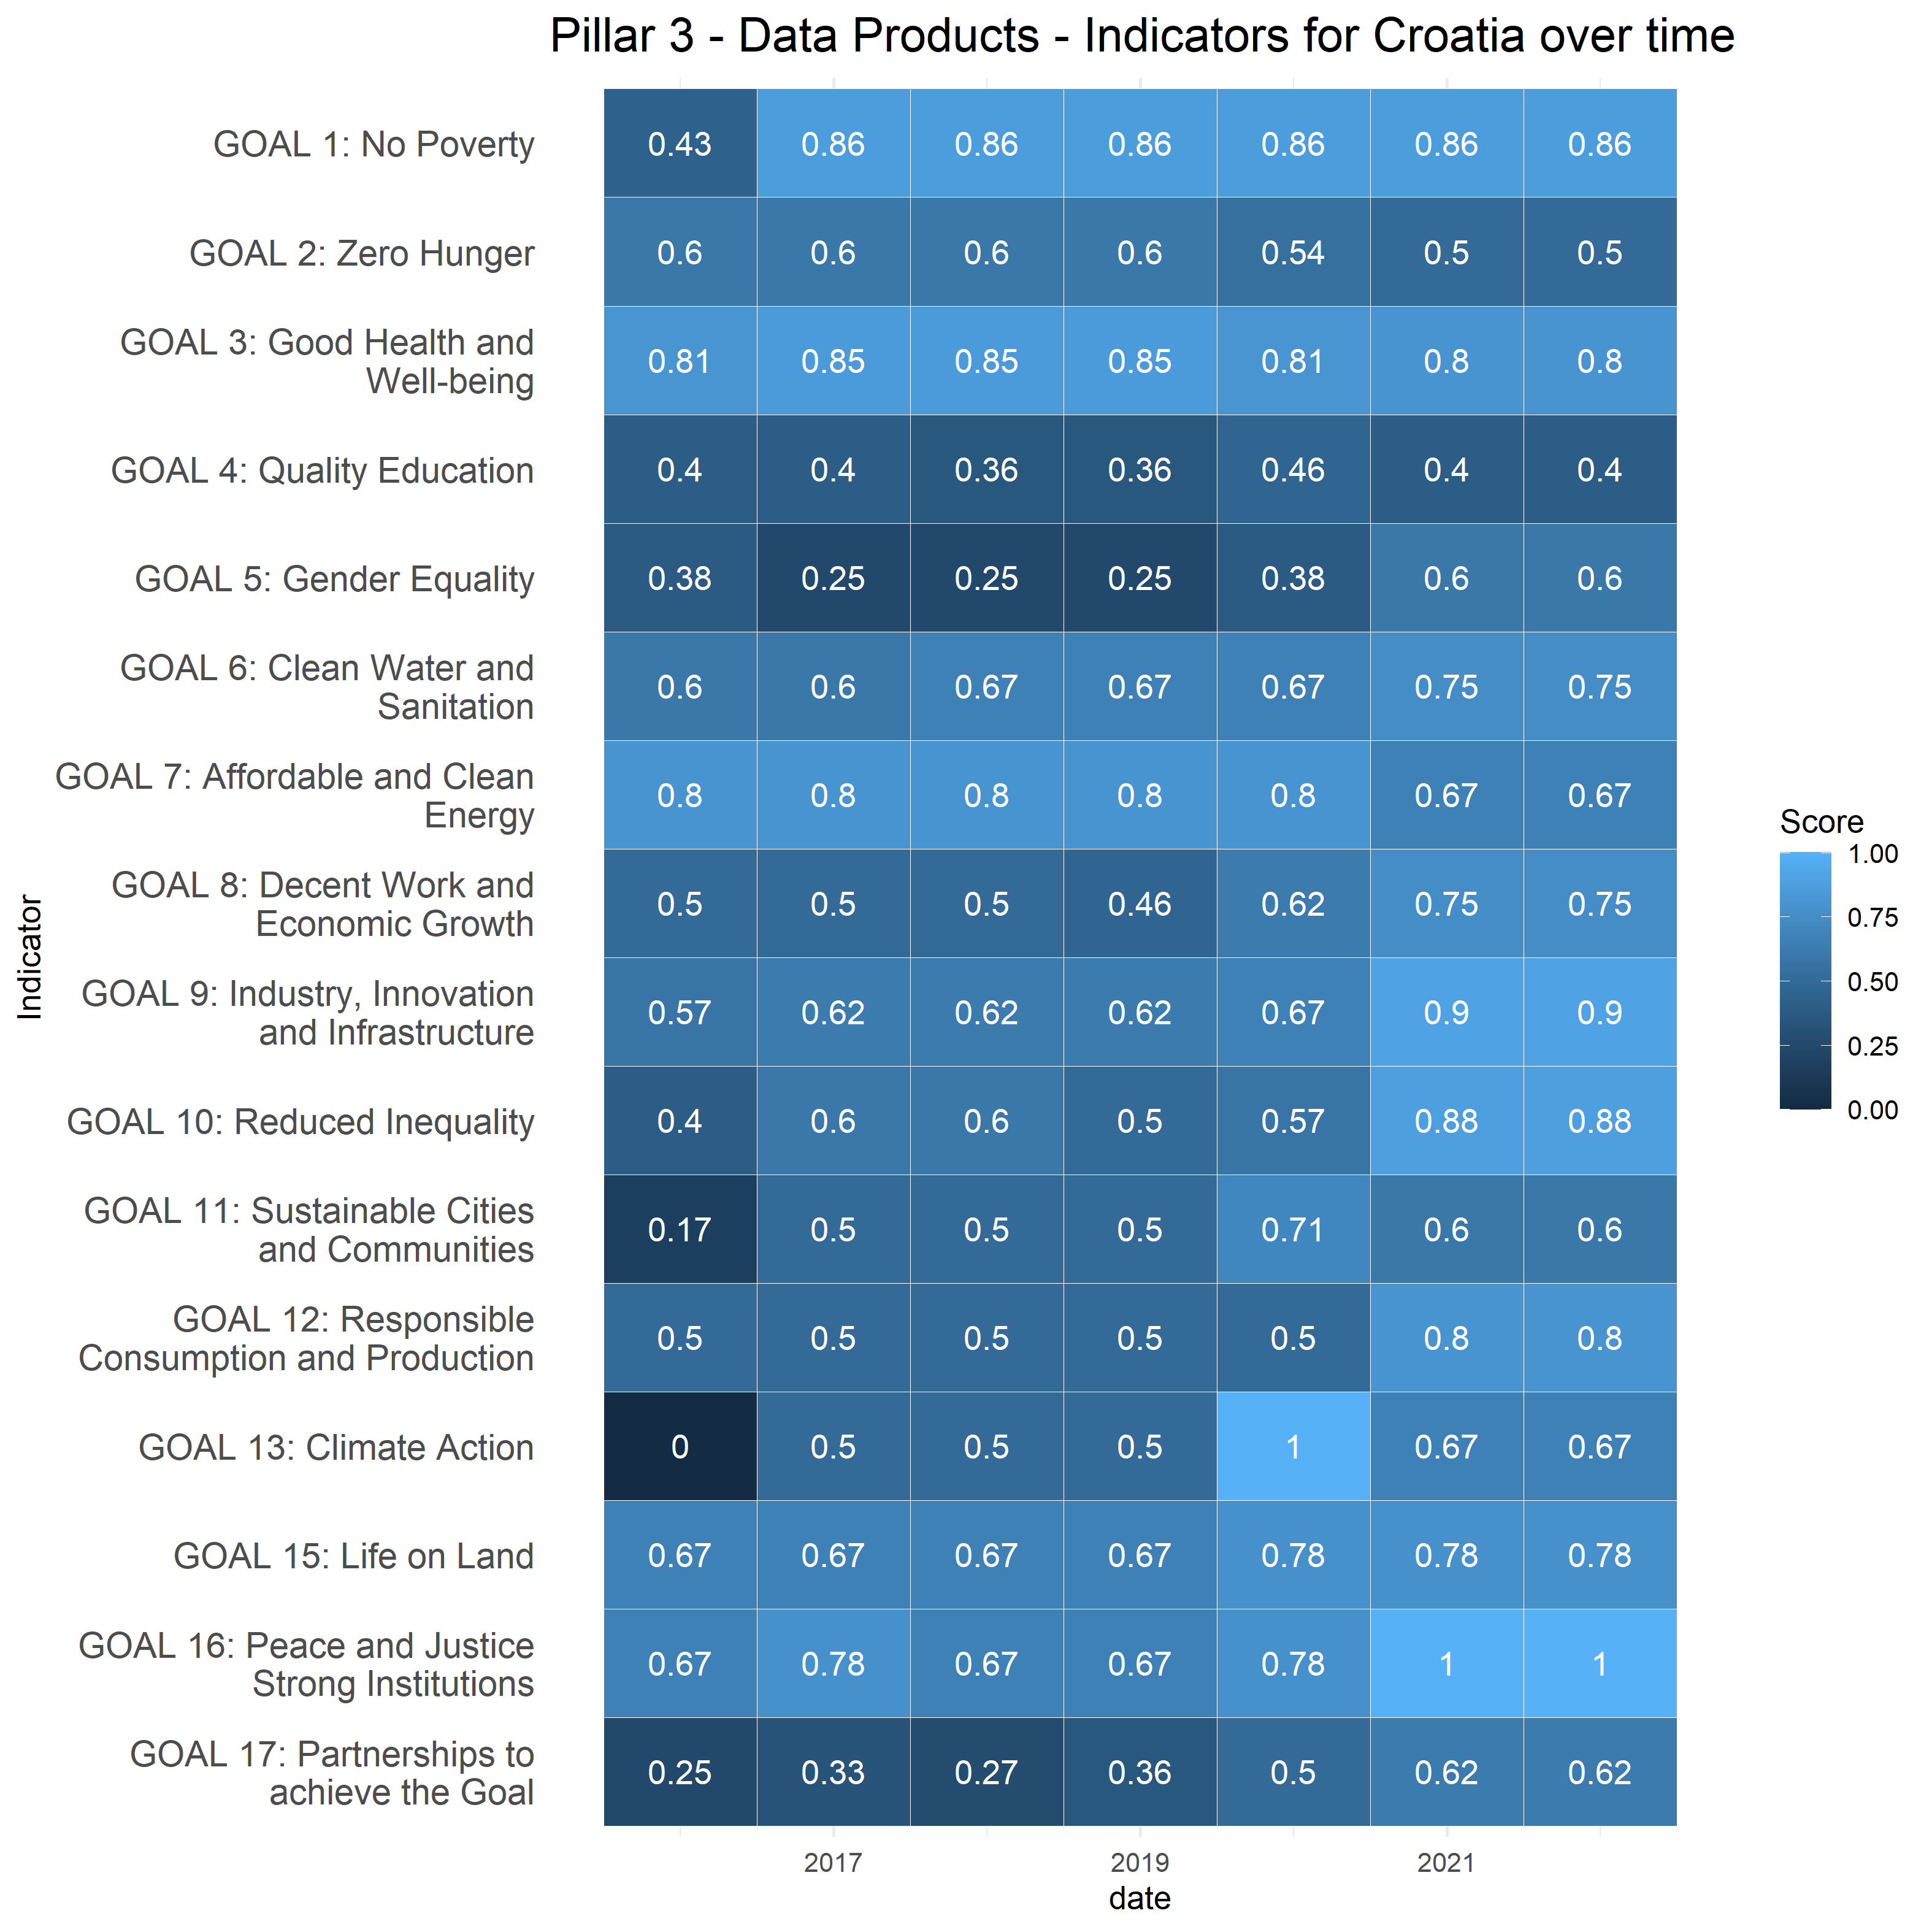 Pillar 3 - Data Products - Indicators for Croatia over time
GOAL 1: No Poverty
0.43 0.86 0.86 0.86 0.86 0.86 0.86
GOAL 2: Zero Hunger
0.6 0.6 0.6 0.6 0.54 0.5 0.5
GOAL 3: Good Health and
Well-being
0.81 0.85 0.85 0.85 0.81 0.8 0.8
GOAL 4: Quality Education
0.4 0.4 0.36 0.36 0.46 0.4 0.4
GOAL 5: Gender Equality
0.38 0.25 0.25 0.25 0.38 0.6 0.6
GOAL 6: Clean Water and
Sanitation
0.6 0.6 0.67 0.67 0.67 0.75 0.75
GOAL 7: Affordable and Clean
Energy
0.8 0.8 0.8 0.8 0.8 0.67 0.67
GOAL 8: Decent Work and
Economic Growth
0.5 0.5 0.5 0.46 0.62 0.75 0.75
GOAL 9: Industry, Innovation
and Infrastructure
0.57 0.62 0.62 0.62 0.67 0.9 0.9
GOAL 10: Reduced Inequality
0.4 0.6 0.6 0.5 0.57 0.88 0.88
GOAL 11: Sustainable Cities
and Communities
0.17 0.5 0.5 0.5 0.71 0.6 0.6
GOAL 12: Responsible
Consumption and Production
0.5 0.5 0.5 0.5 0.5 0.8 0.8
GOAL 13: Climate Action
0 0.5 0.5 0.5 1 0.67 0.67
GOAL 15: Life on Land
0.67 0.67 0.67 0.67 0.78 0.78 0.78
GOAL 16: Peace and Justice
Strong Institutions
0.67 0.78 0.67 0.67 0.78 1 1
GOAL 17: Partnerships to
achieve the Goal
0.25 0.33 0.27 0.36 0.5 0.62 0.62
2017 2019 2021
date
Indicator
Score
1.00
0.75
0.50
0.25
0.00